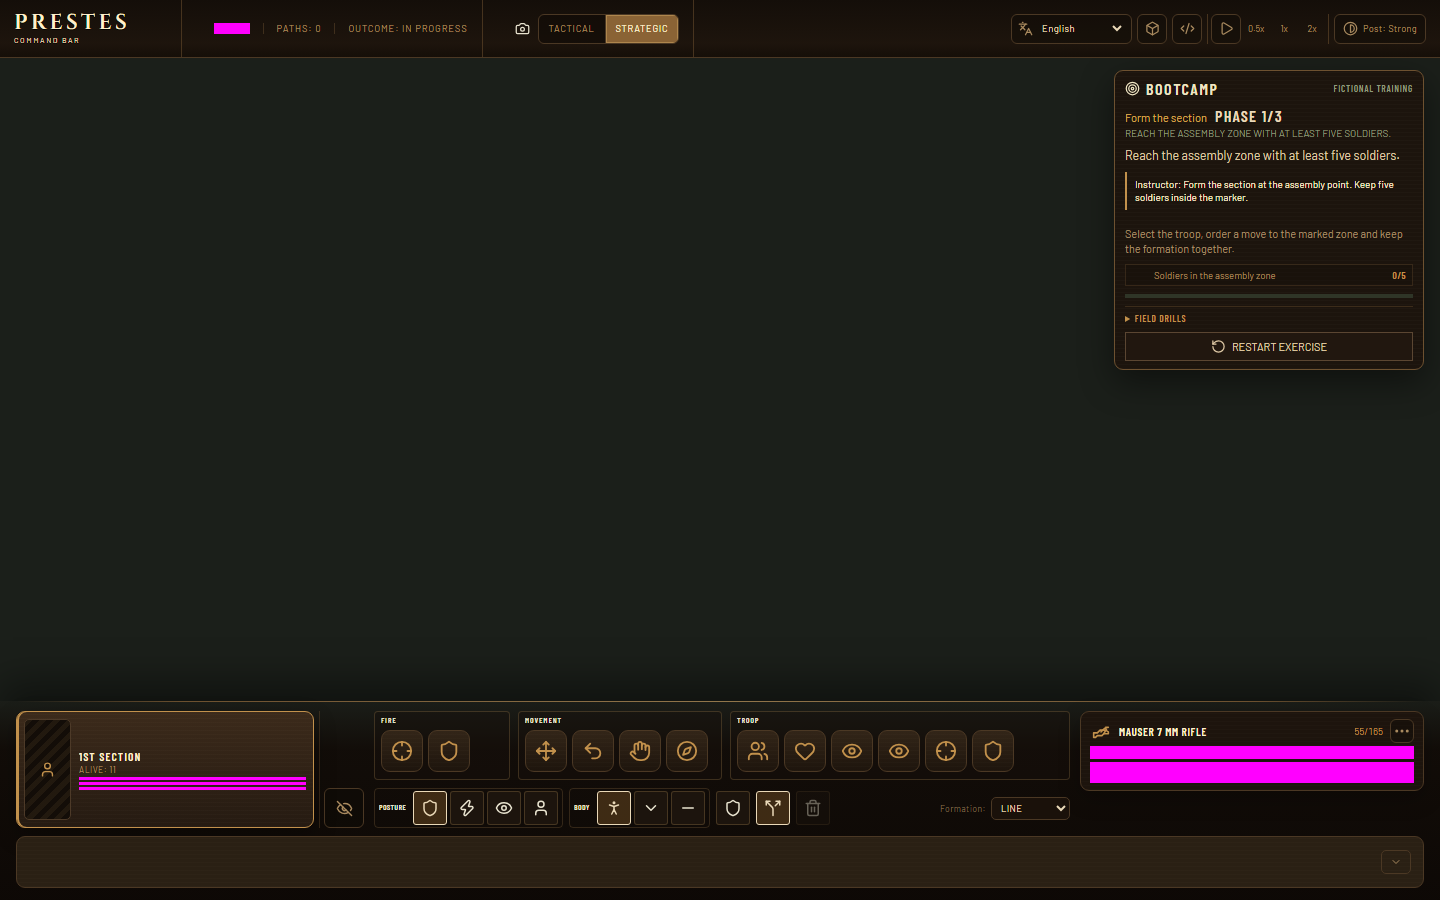 PRESTES
COMMAND BAR
PATHS: 0
OUTCOME: IN PROGRESS
TACTICAL
STRATEGIC
English
0.5x
1x
2x
Post: Strong
BOOTCAMP
FICTIONAL TRAINING
Form the section PHASE 1/3
REACH THE ASSEMBLY ZONE WITH AT LEAST FIVE SOLDIERS.
Reach the assembly zone with at least five soldiers.
Instructor: Form the section at the assembly point. Keep five
soldiers inside the marker.
Select the troop, order a move to the marked zone and keep
the formation together.
Soldiers in the assembly zone 0/5
FIELD DRILLS
RESTART EXERCISE
1ST SECTION
ALIVE: 11
FIRE
MOVEMENT
TROOP
POSTURE
BODY
Formation: LINE
MAUSER 7 MM RIFLE 55/165